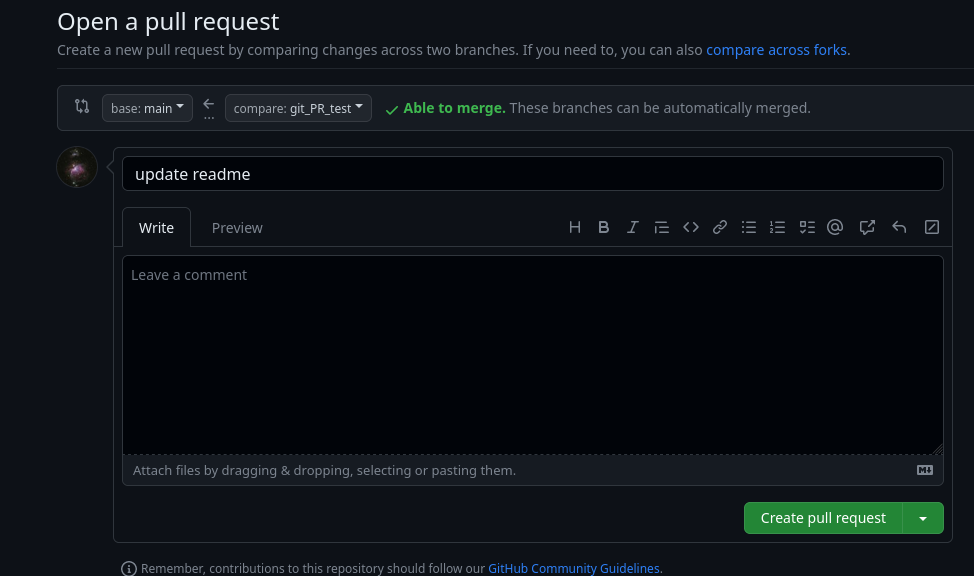 Open a pull request
Create a new pull request by comparing changes across two branches. If you need to, you can also compare across forks.
base: main ← ... compare: git_PR_test ✓ Able to merge. These branches can be automatically merged.
update readme
Write Preview H B I @
Leave a comment
Attach files by dragging & dropping, selecting or pasting them.
Create pull request
Remember, contributions to this repository should follow our GitHub Community Guidelines.